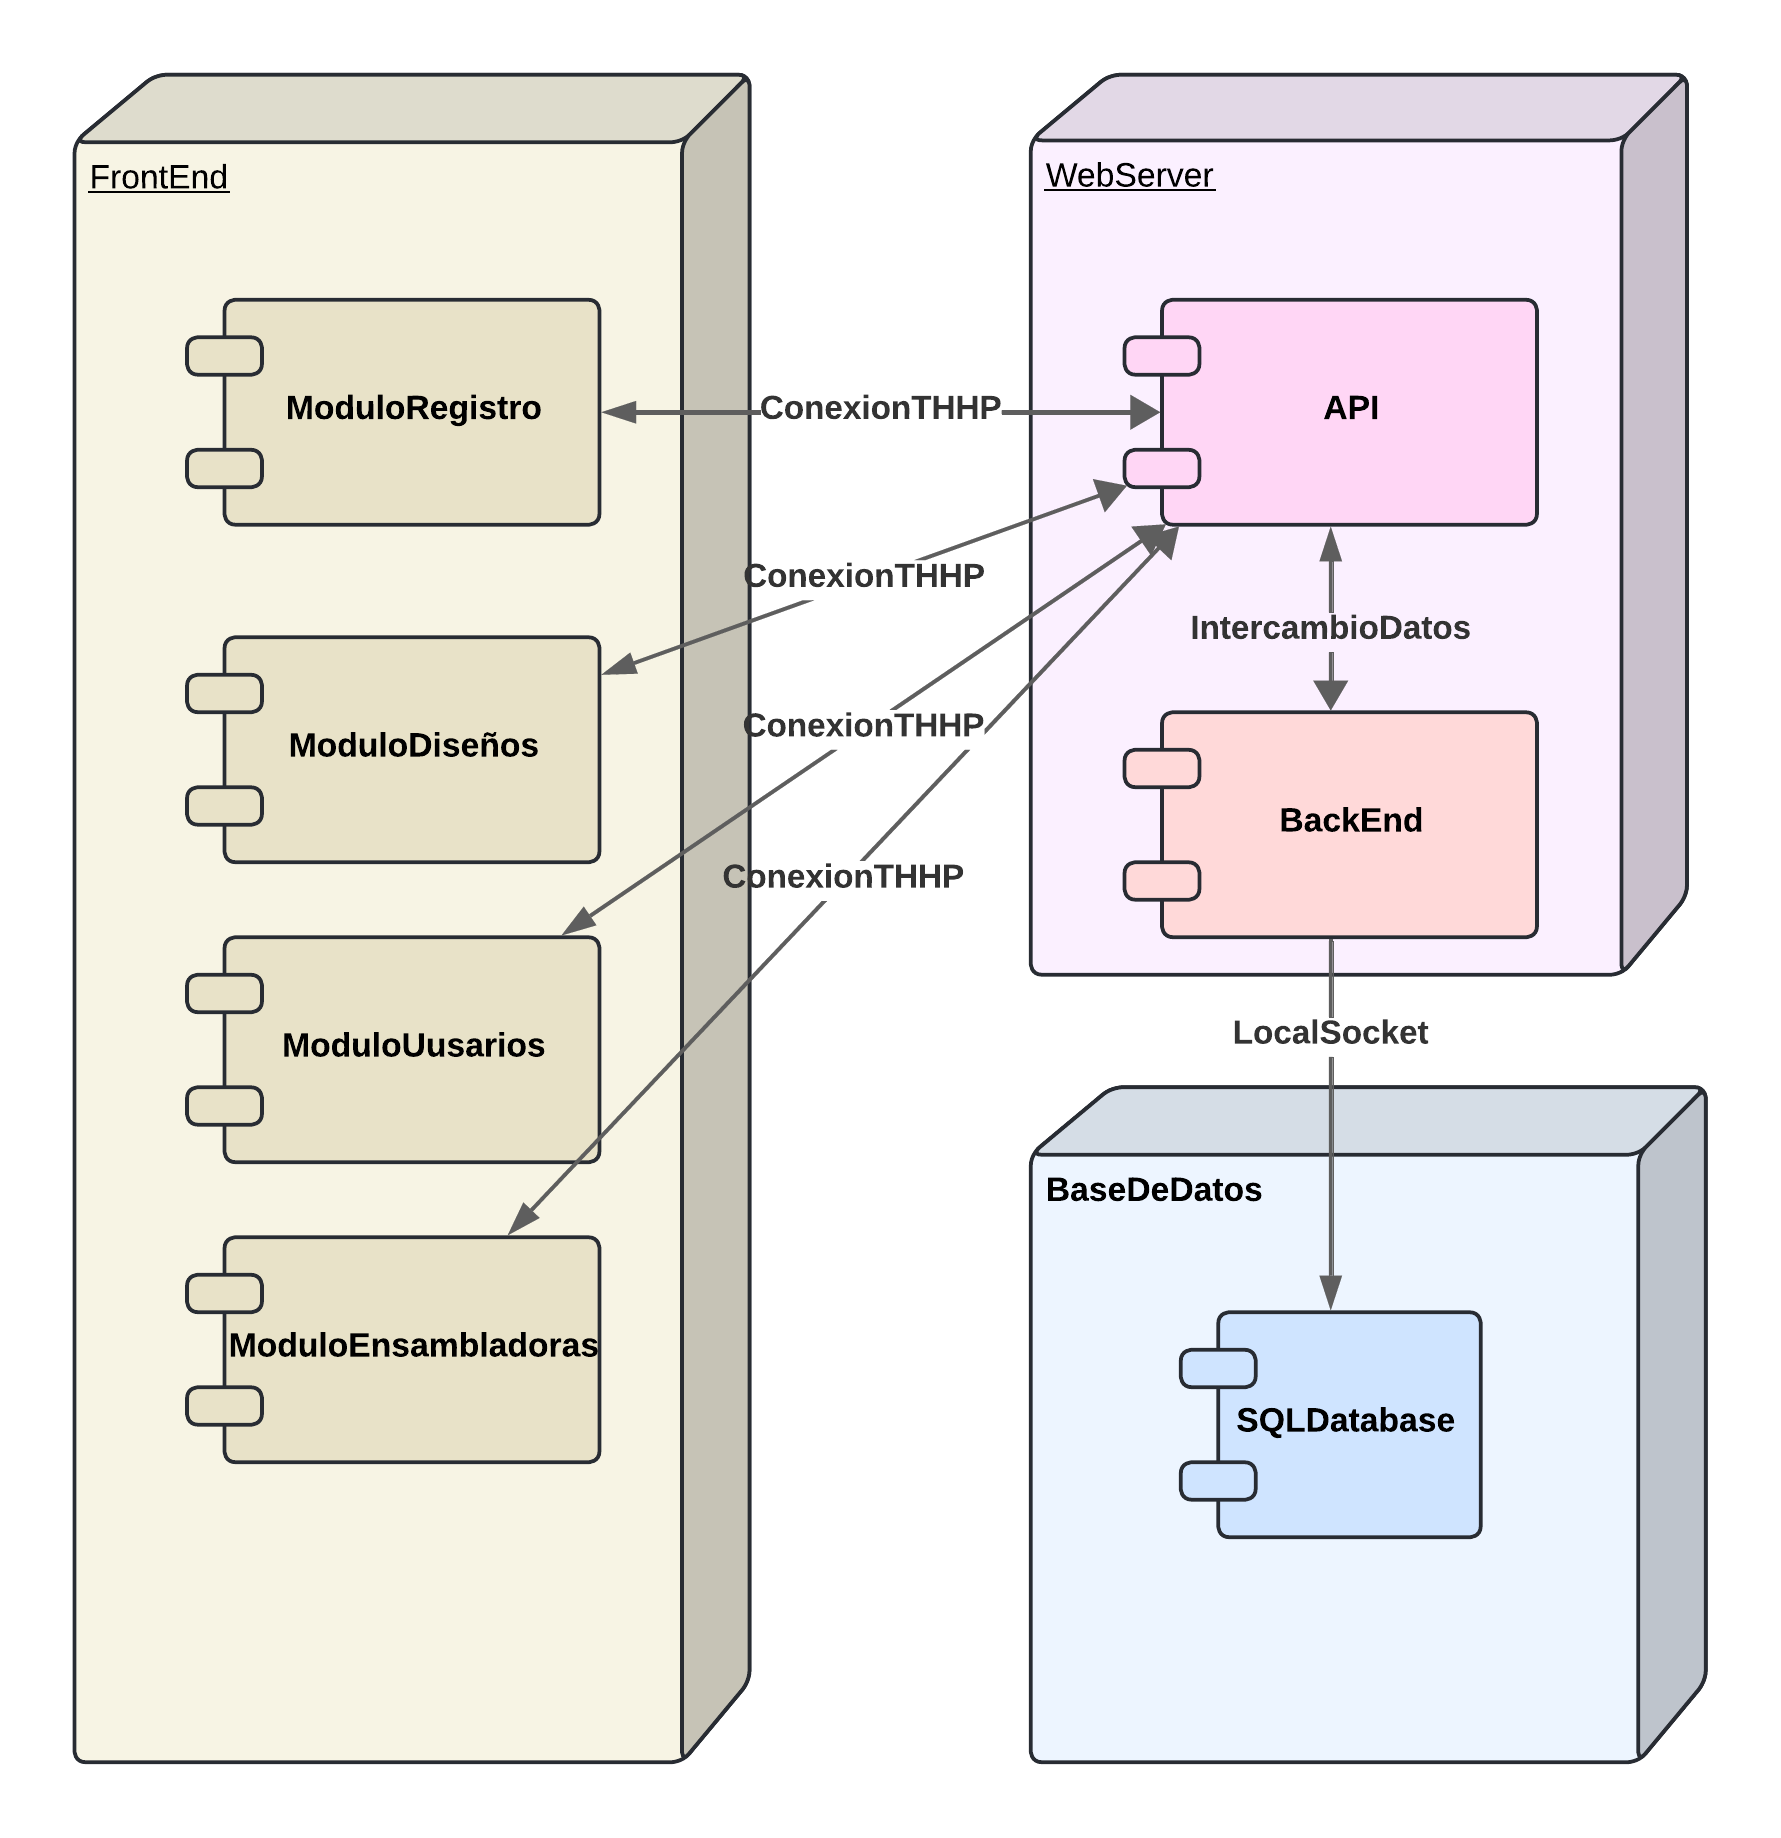 FrontEnd
WebServer
ModuloRegistro
ConexionTHHP
API
ConexionTHHP
IntercambioDatos
ModuloDiseños
ConexionTHHP
BackEnd
ConexionTHHP
ModuloUusarios
LocalSocket
BaseDeDatos
ModuloEnsambladoras
SQLDatabase